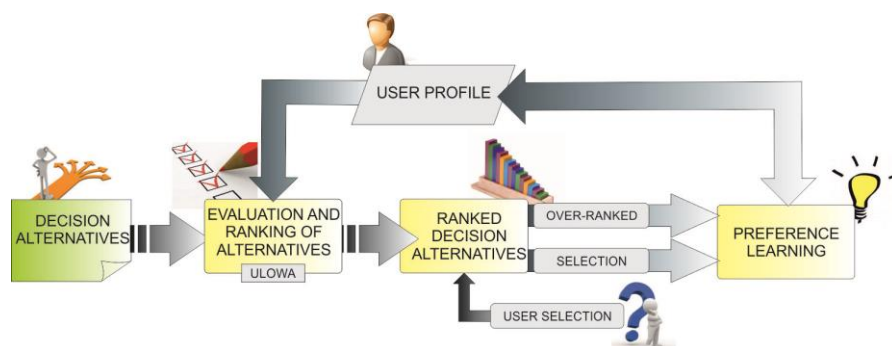 USER PROFILE
DECISION
ALTERNATIVES
EVALUATION AND
RANKING OF
ALTERNATIVES
ULOWA
RANKED
DECISION
ALTERNATIVES
OVER-RANKED
SELECTION
USER SELECTION
PREFERENCE
LEARNING